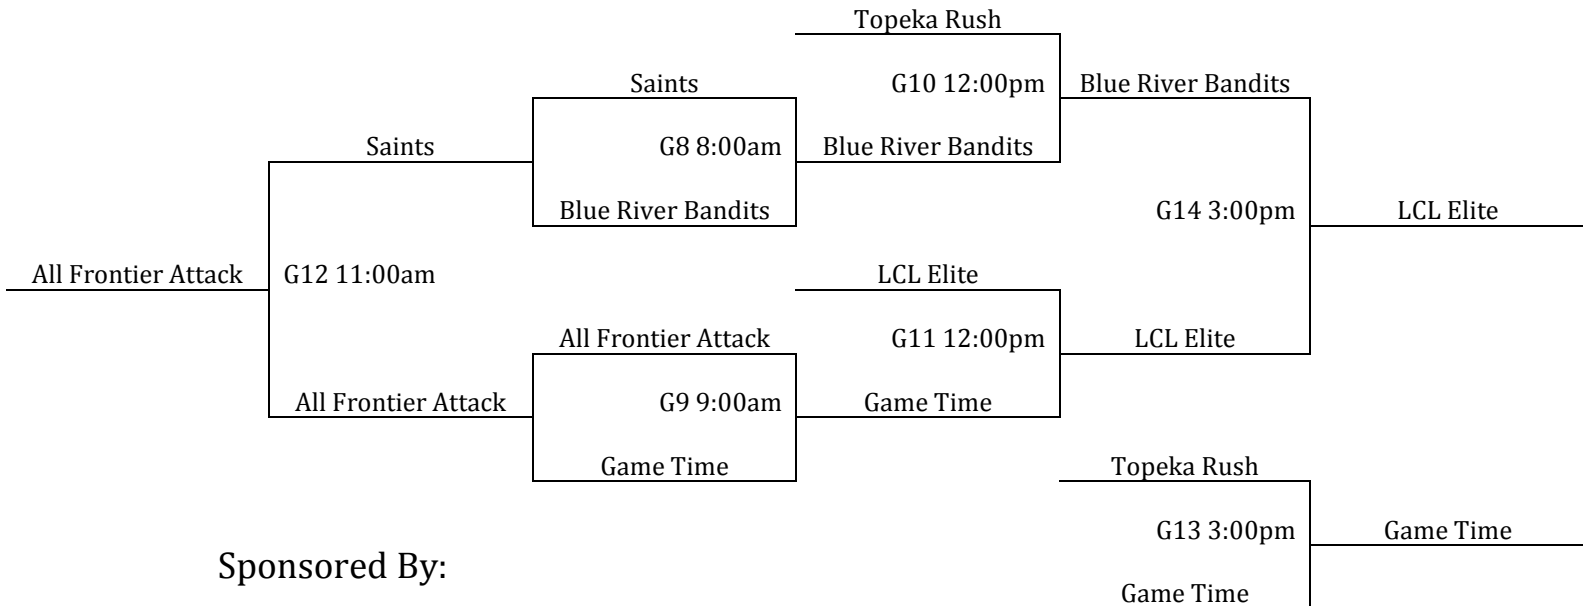 Topeka Rush
Saints
G10 12:00pm
Blue River Bandits
Saints
G8 8:00am
Blue River Bandits
Blue River Bandits
G14 3:00pm
LCL Elite
All Frontier Attack
G12 11:00am
LCL Elite
All Frontier Attack
G11 12:00pm
LCL Elite
All Frontier Attack
G9 9:00am
Game Time
Game Time
Topeka Rush
G13 3:00pm
Game Time
Sponsored By:
Game Time